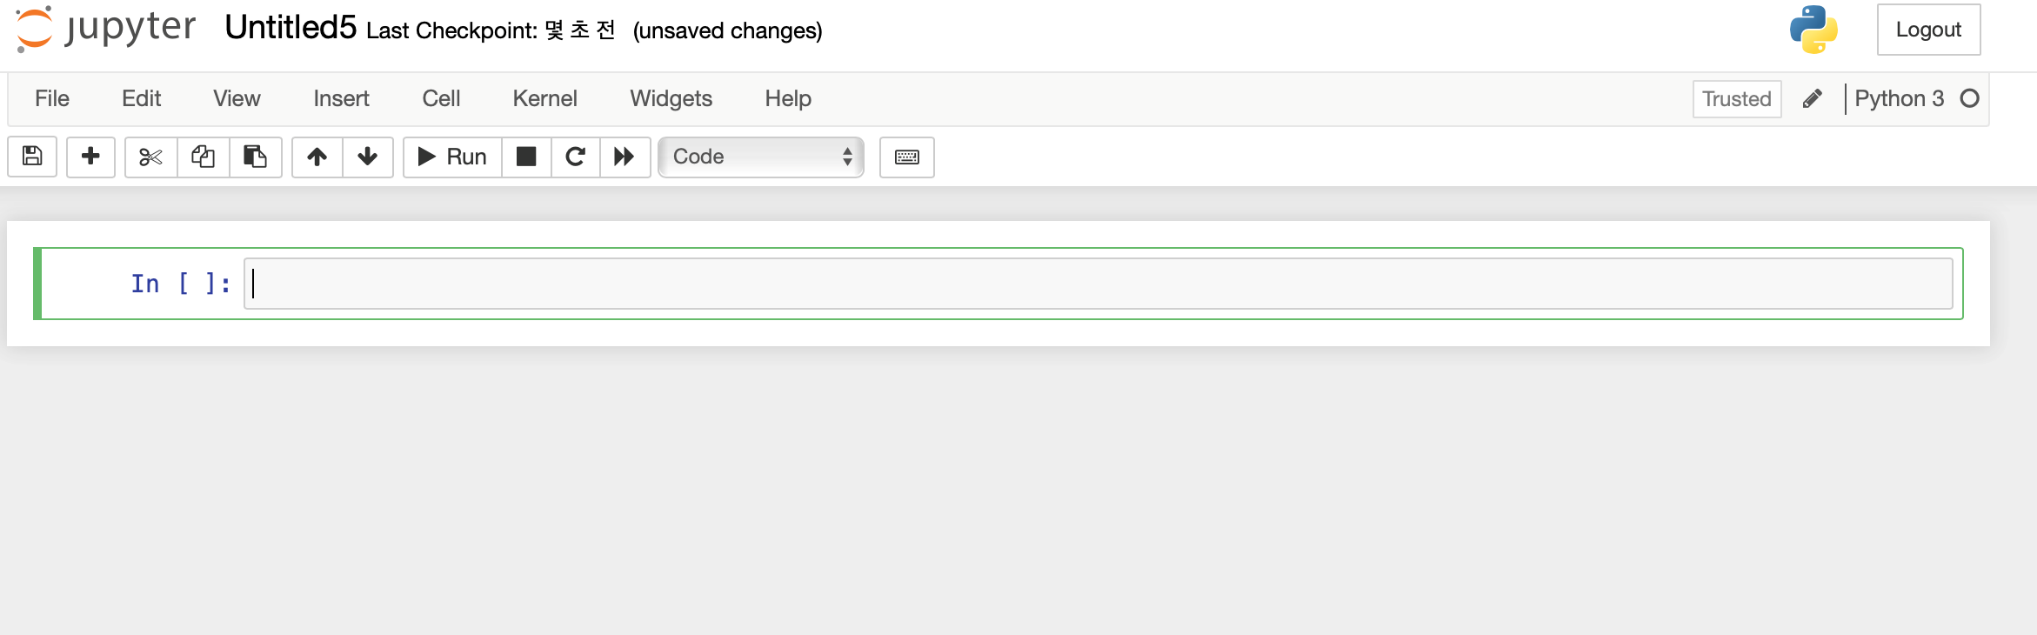 jupyter Untitled5 Last Checkpoint: 몇 초 전 (unsaved changes) Logout
File Edit View Insert Cell Kernel Widgets Help Trusted Python 3
Run Code
In [ ]: